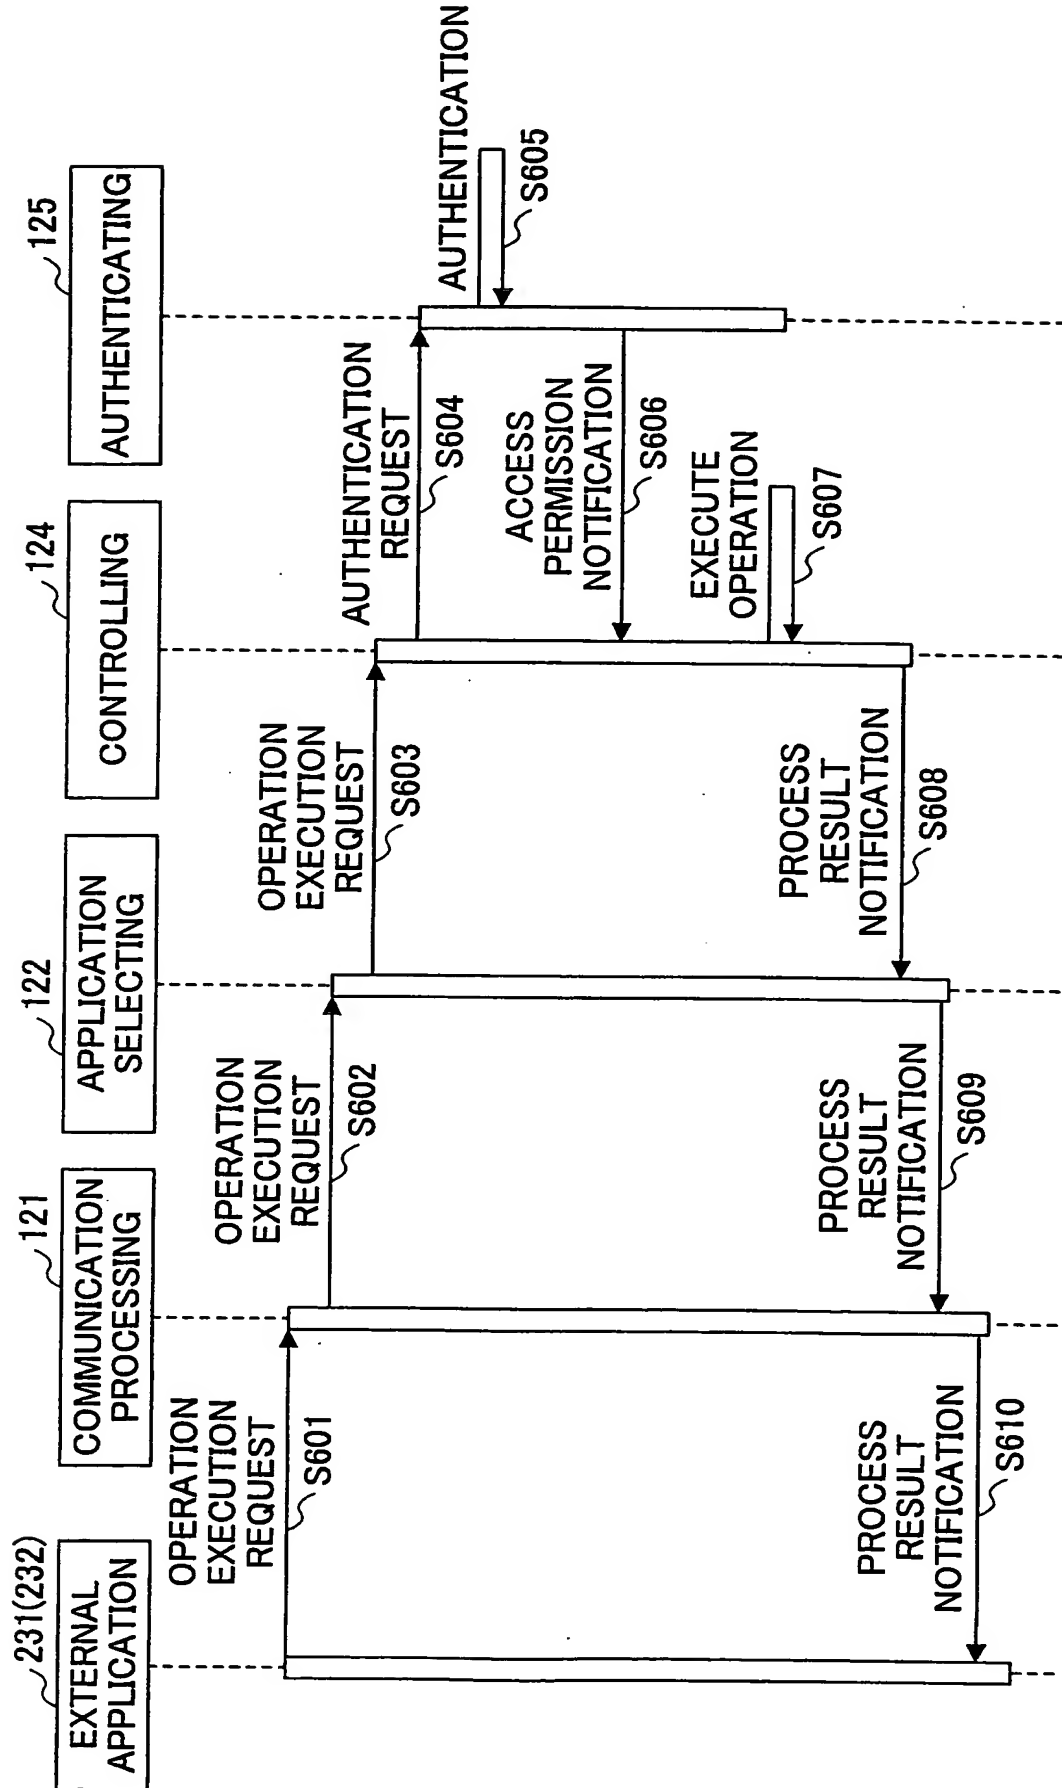 231(232)
EXTERNAL
APPLICATION
121
COMMUNICATION
PROCESSING
122
APPLICATION
SELECTING
124
CONTROLLING
125
AUTHENTICATING
OPERATION
EXECUTION
REQUEST
S601
OPERATION
EXECUTION
REQUEST
S602
OPERATION
EXECUTION
REQUEST
S603
AUTHENTICATION
REQUEST
S604
AUTHENTICATION
S605
ACCESS
PERMISSION
NOTIFICATION
S606
EXECUTE
OPERATION
S607
PROCESS
RESULT
NOTIFICATION
S608
PROCESS
RESULT
NOTIFICATION
S609
PROCESS
RESULT
NOTIFICATION
S610